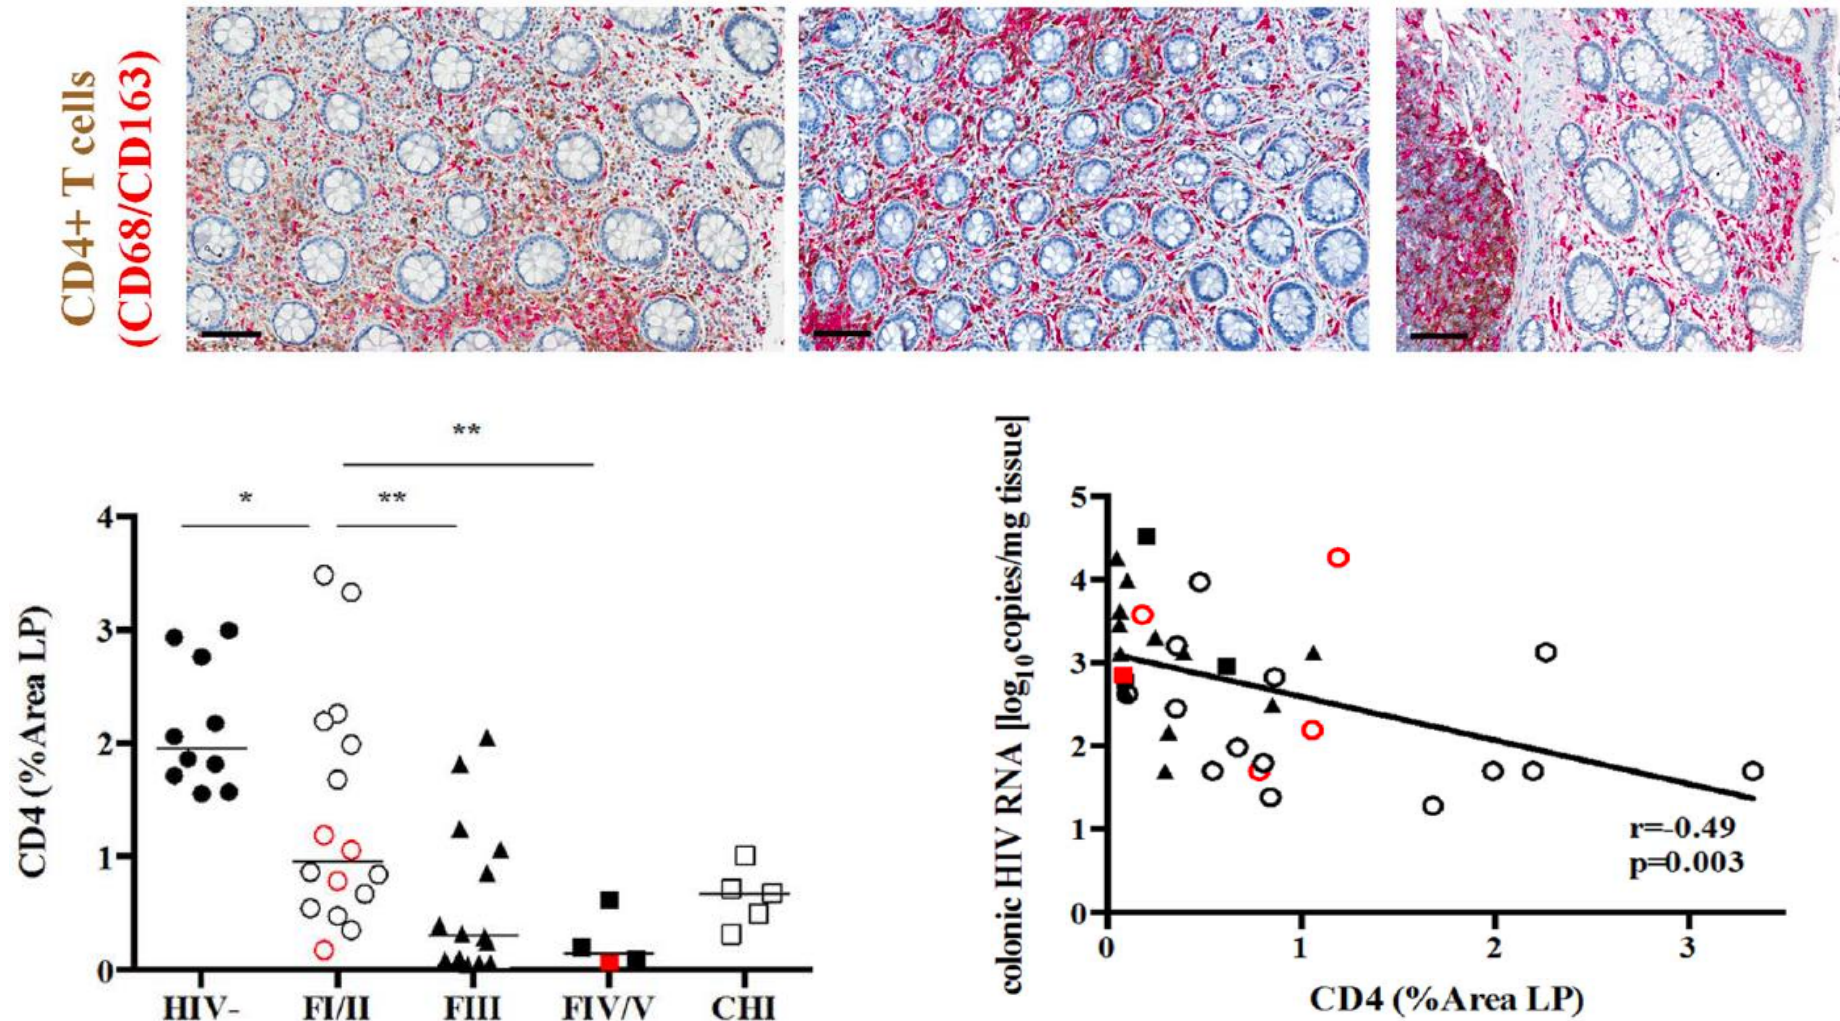 CD4+ T cells
(CD68/CD163)
**
*
**
CD4 (%Area LP)
4
3
2
1
0
HIV-
FI/II
FIII
FIV/V
CHI
colonic HIV RNA [log10copies/mg tissue]
5
4
3
2
1
0
r=-0.49
p=0.003
0
1
2
3
CD4 (%Area LP)